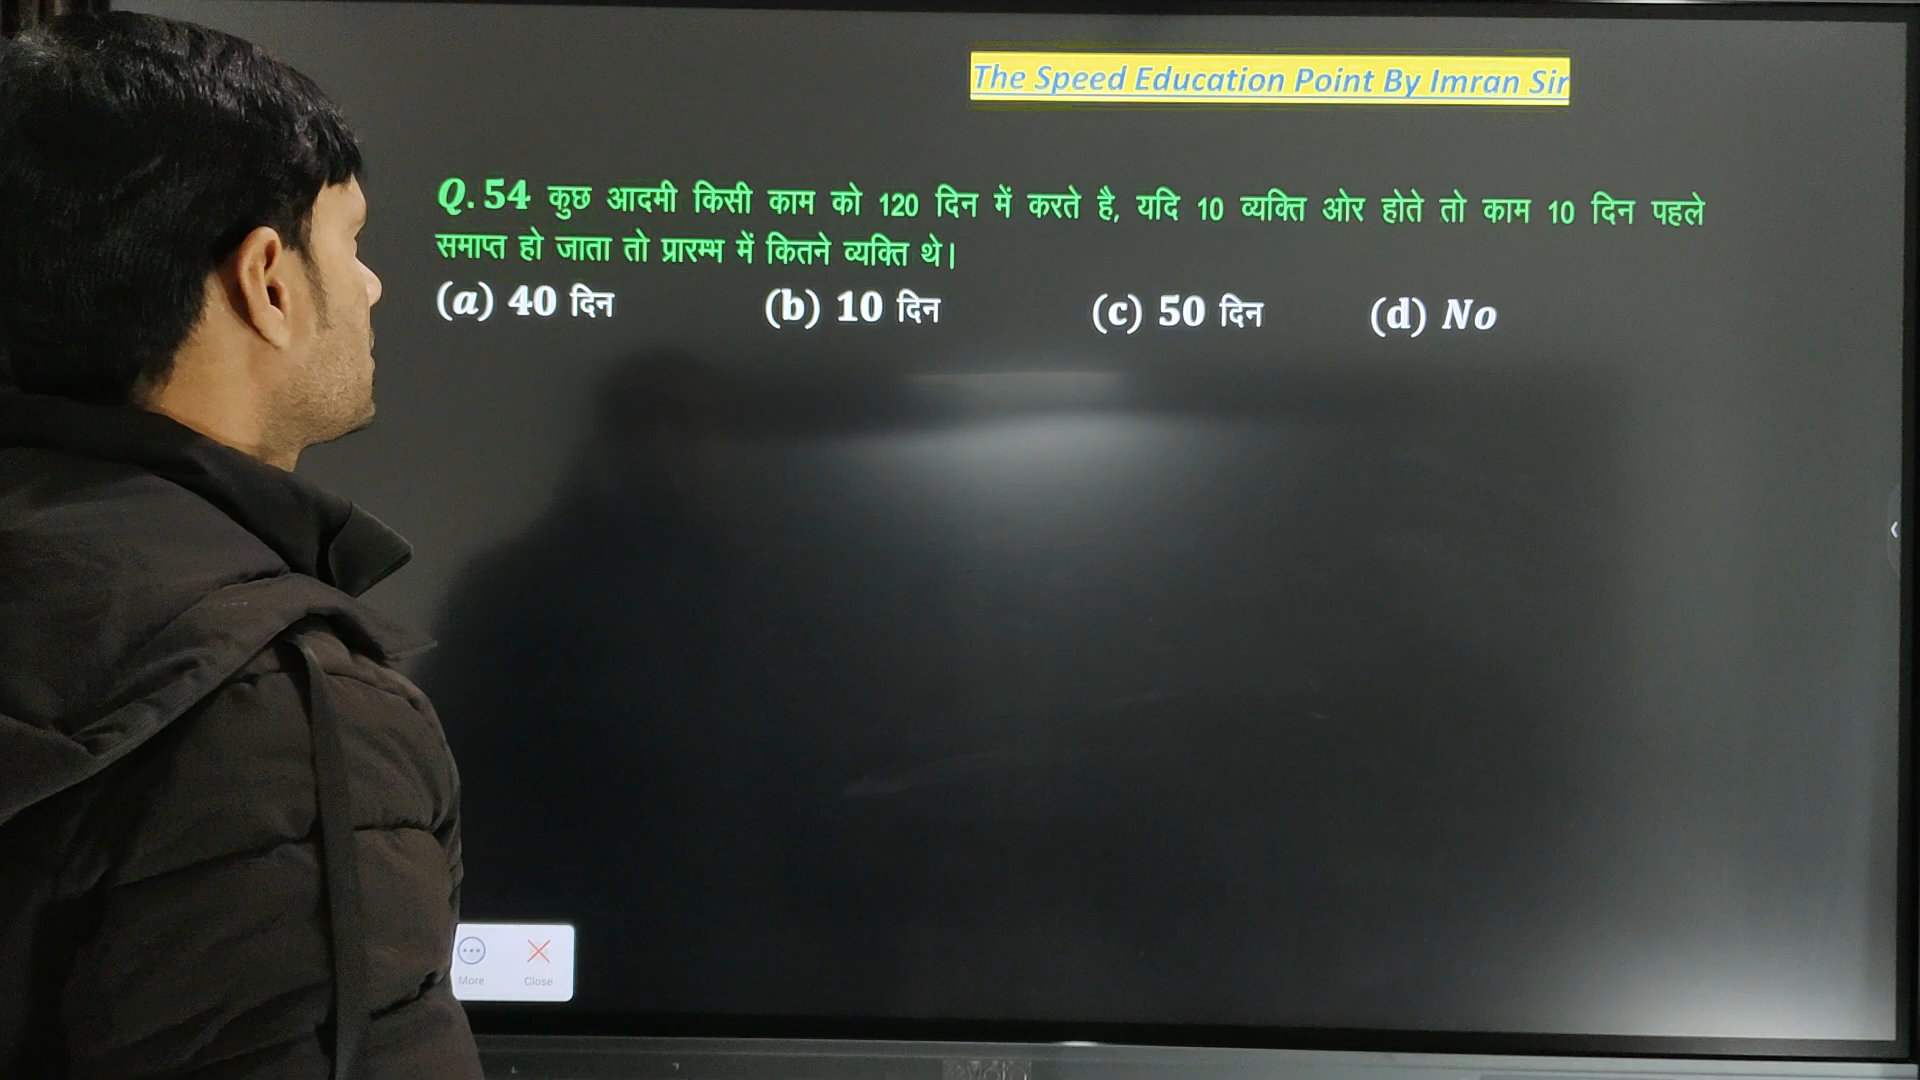 The Speed Education Point By Imran Sir
Q. 54 कुछ आदमी किसी काम को 120 दिन में करते है, यदि 10 व्यक्ति ओर होते तो काम 10 दिन पहले
समाप्त हो जाता तो प्रारम्भ में कितने व्यक्ति थे।
(a) 40 दिन (b) 10 दिन (c) 50 दिन (d) No
More Close